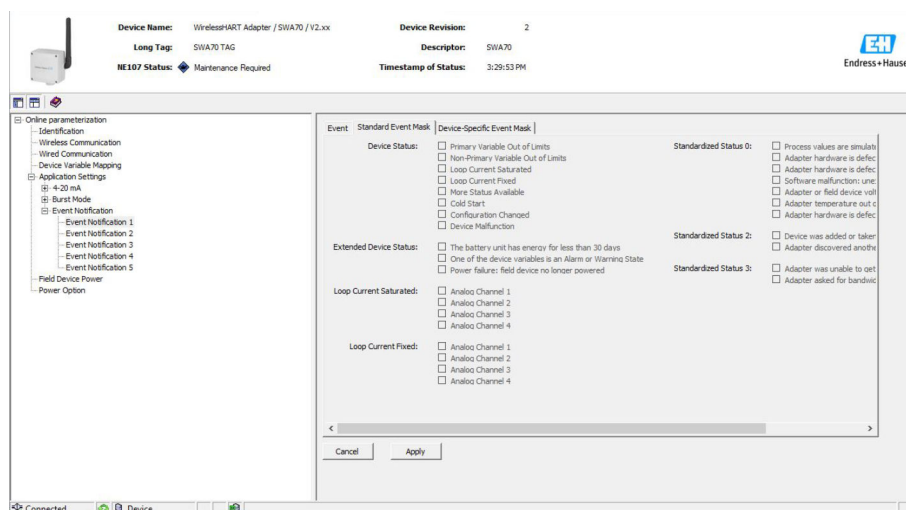 Device Name: WirelessHART Adapter / SWA70 / V2.xx Device Revision: 2
Long Tag: SWA70 TAG Descriptor: SWA70
NE107 Status: Maintenance Required Timestamp of Status: 3:29:53 PM
EH
Endress+Hause
Online parameterization
Identification
Wireless Communication
Wired Communication
Device Variable Mapping
Application Settings
4-20 mA
Burst Mode
Event Notification
Event Notification 1
Event Notification 2
Event Notification 3
Event Notification 4
Event Notification 5
Field Device Power
Power Option
Event Standard Event Mask Device-Specific Event Mask
Device Status:
Primary Variable Out of Limits
Non-Primary Variable Out of Limits
Loop Current Saturated
Loop Current Fixed
More Status Available
Cold Start
Configuration Changed
Device Malfunction
Extended Device Status:
The battery unit has energy for less than 30 days
One of the device variables is an Alarm or Warning State
Power failure: field device no longer powered
Loop Current Saturated:
Analog Channel 1
Analog Channel 2
Analog Channel 3
Analog Channel 4
Loop Current Fixed:
Analog Channel 1
Analog Channel 2
Analog Channel 3
Analog Channel 4
Standardized Status 0:
Process values are simulate
Adapter hardware is defec
Adapter hardware is defec
Software malfunction: une
Adapter or field device volt
Adapter temperature out o
Adapter hardware is defec
Standardized Status 2:
Device was added or taker
Adapter discovered anothe
Standardized Status 3:
Adapter was unable to get
Adapter asked for bandwic
Cancel Apply
Connected Device